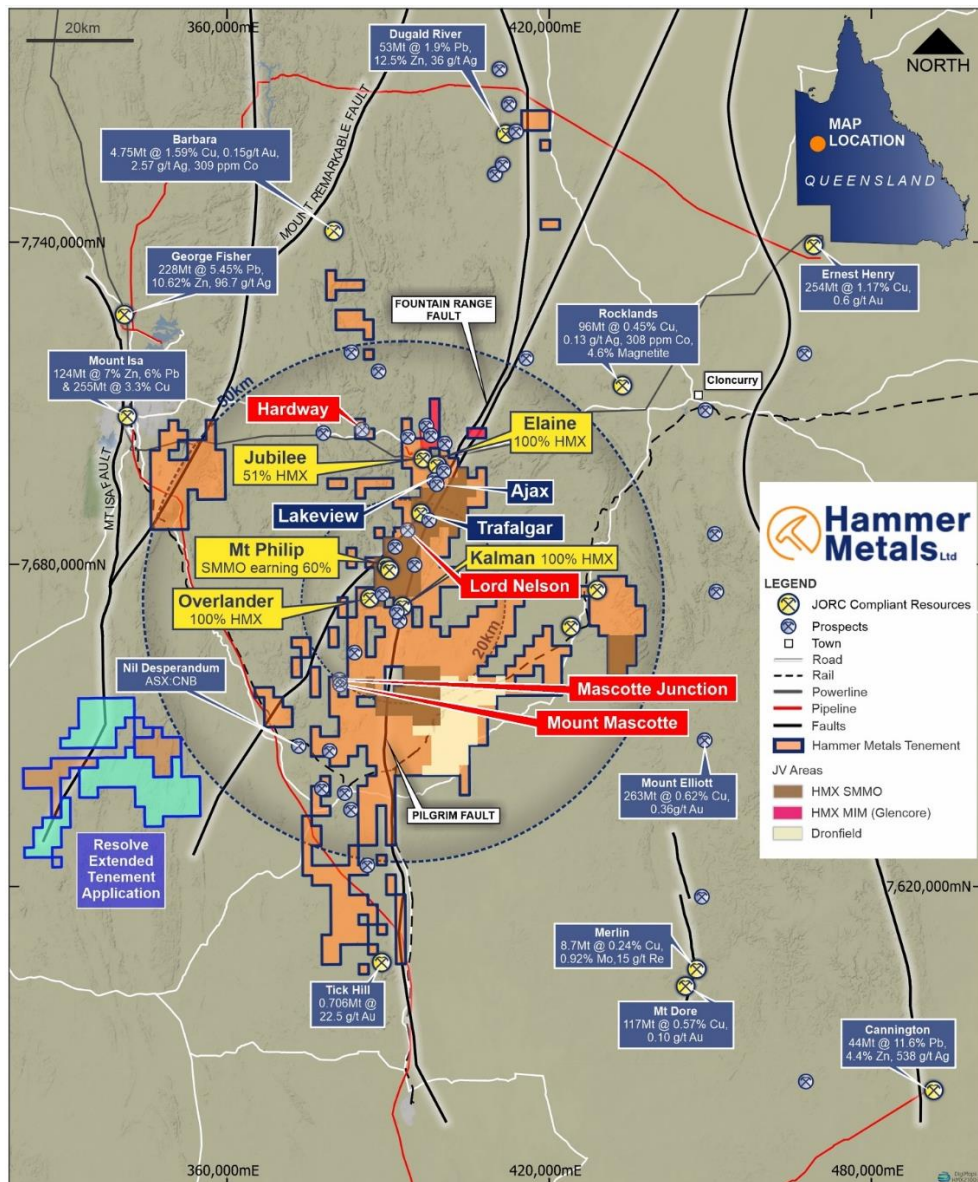 360,000mE
420,000mE
20km
Dugald River
53Mt @ 1.9% Pb,
12.5% Zn, 36 g/t Ag
NORTH
MAP
LOCATION
QUEENSLAND
MOUNT REMARKABLE FAULT
Barbara
4.75Mt @ 1.59% Cu, 0.15g/t Au,
2.57 g/t Ag, 309 ppm Co
7,740,000mN
George Fisher
228Mt @ 5.45% Pb,
10.62% Zn, 96.7 g/t Ag
Ernest Henry
254Mt @ 1.17% Cu,
0.6 g/t Au
FOUNTAIN RANGE
FAULT
Rocklands
96Mt @ 0.45% Cu,
0.13 g/t Ag, 308 ppm Co,
4.6% Magnetite
Mount Isa
124Mt @ 7% Zn, 6% Pb
& 255Mt @ 3.3% Cu
Cloncurry
50km
Hardway
Elaine
100% HMX
Jubilee
51% HMX
MT ISA FAULT
Ajax
Lakeview
Trafalgar
Hammer
Metals Ltd
7,680,000mN
Mt Philip
SMMO earning 60%
Kalman 100% HMX
Lord Nelson
Overlander
100% HMX
20km
LEGEND
JORC Compliant Resources
Prospects
Town
Road
Rail
Powerline
Pipeline
Faults
Hammer Metals Tenement
JV Areas
HMX SMMO
HMX MIM (Glencore)
Dronfield
Nil Desperandum
ASX:CNB
Mascotte Junction
Mount Mascotte
Mount Elliott
263Mt @ 0.62% Cu,
0.36g/t Au
PILGRIM FAULT
Resolve
Extended
Tenement
Application
7,620,000mN
Merlin
8.7Mt @ 0.24% Cu,
0.92% Mo,15 g/t Re
Tick Hill
0.706Mt @
22.5 g/t Au
Mt Dore
117Mt @ 0.57% Cu,
0.10 g/t Au
Cannington
44Mt @ 11.6% Pb,
4.4% Zn, 538 g/t Ag
360,000mE
420,000mE
480,000mE